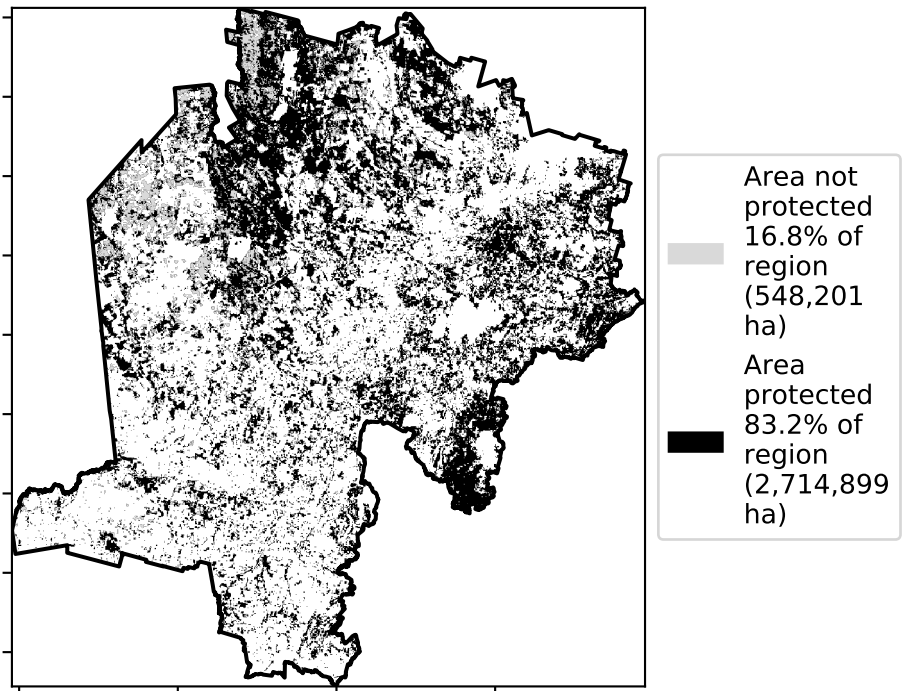 Area not
protected
16.8% of
region
(548,201
ha)
Area
protected
83.2% of
region
(2,714,899
ha)